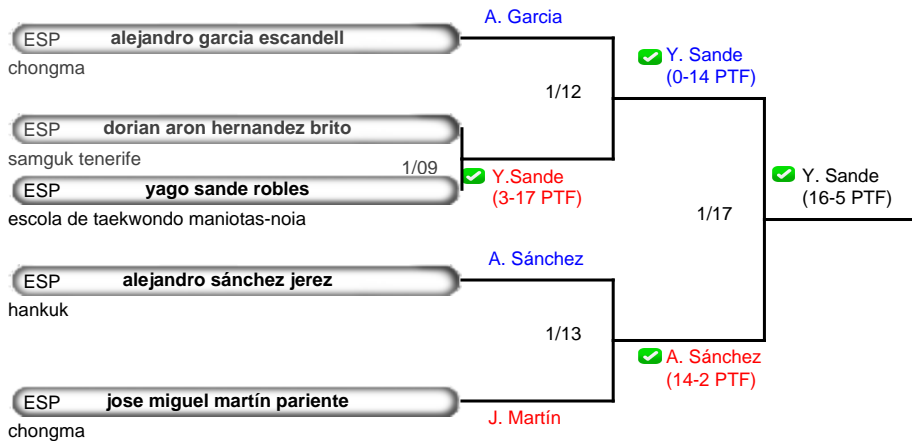 A. Garcia
ESP alejandro garcia escandell
chongma
Y. Sande
(0-14 PTF)
1/12
ESP dorian aron hernandez brito
samguk tenerife
1/09
Y.Sande
(3-17 PTF)
ESP yago sande robles
escola de taekwondo maniotas-noia
Y. Sande
(16-5 PTF)
1/17
A. Sánchez
ESP alejandro sánchez jerez
hankuk
1/13
A. Sánchez
(14-2 PTF)
ESP jose miguel martín pariente
J. Martín
chongma